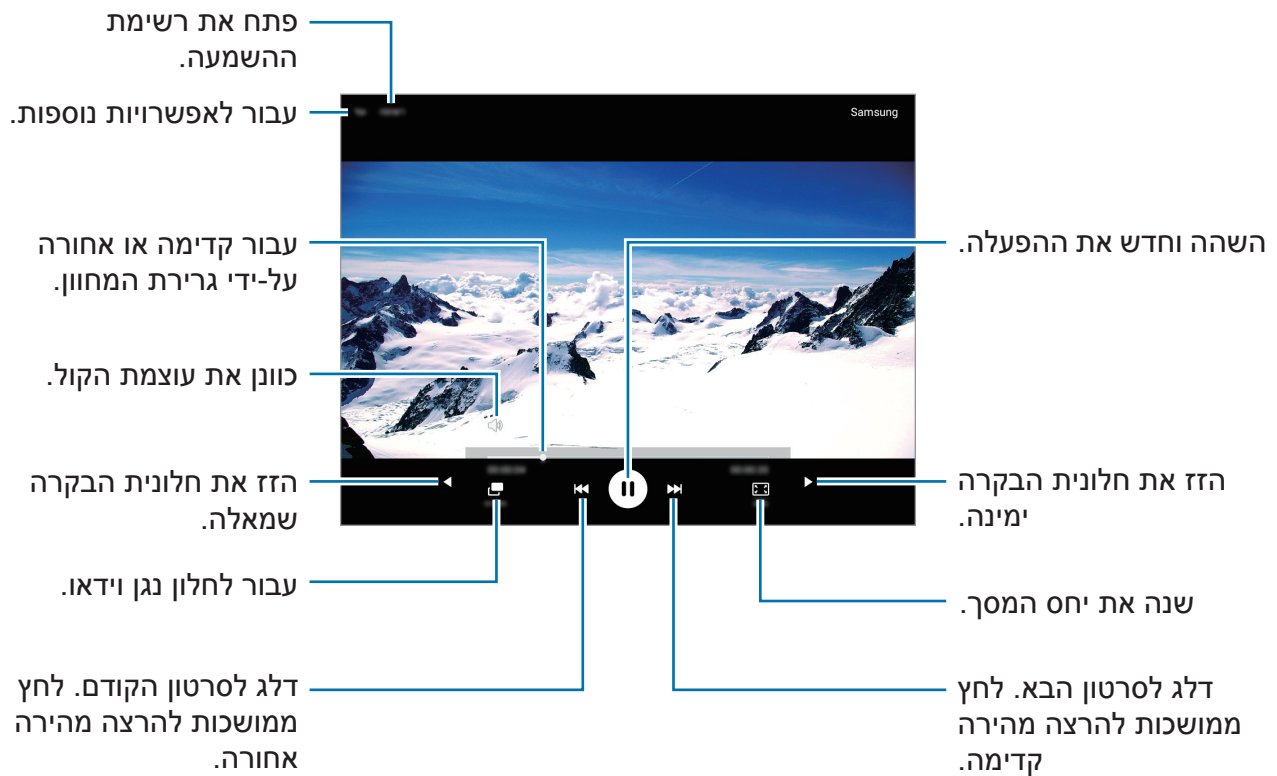 פתח את רשימת
ההשמעה.
עבור לאפשרויות נוספות.
Samsung
עבור קדימה או אחורה
על-ידי גרירת המחוון.
השהה וחדש את ההפעלה.
כוונן את עוצמת הקול.
הזז את חלונית הבקרה
שמאלה.
הזז את חלונית הבקרה
ימינה.
עבור לחלון נגן וידאו.
שנה את יחס המסך.
דלג לסרטון הקודם. לחץ
ממושכות להרצה מהירה
אחורה.
דלג לסרטון הבא. לחץ
ממושכות להרצה מהירה
קדימה.